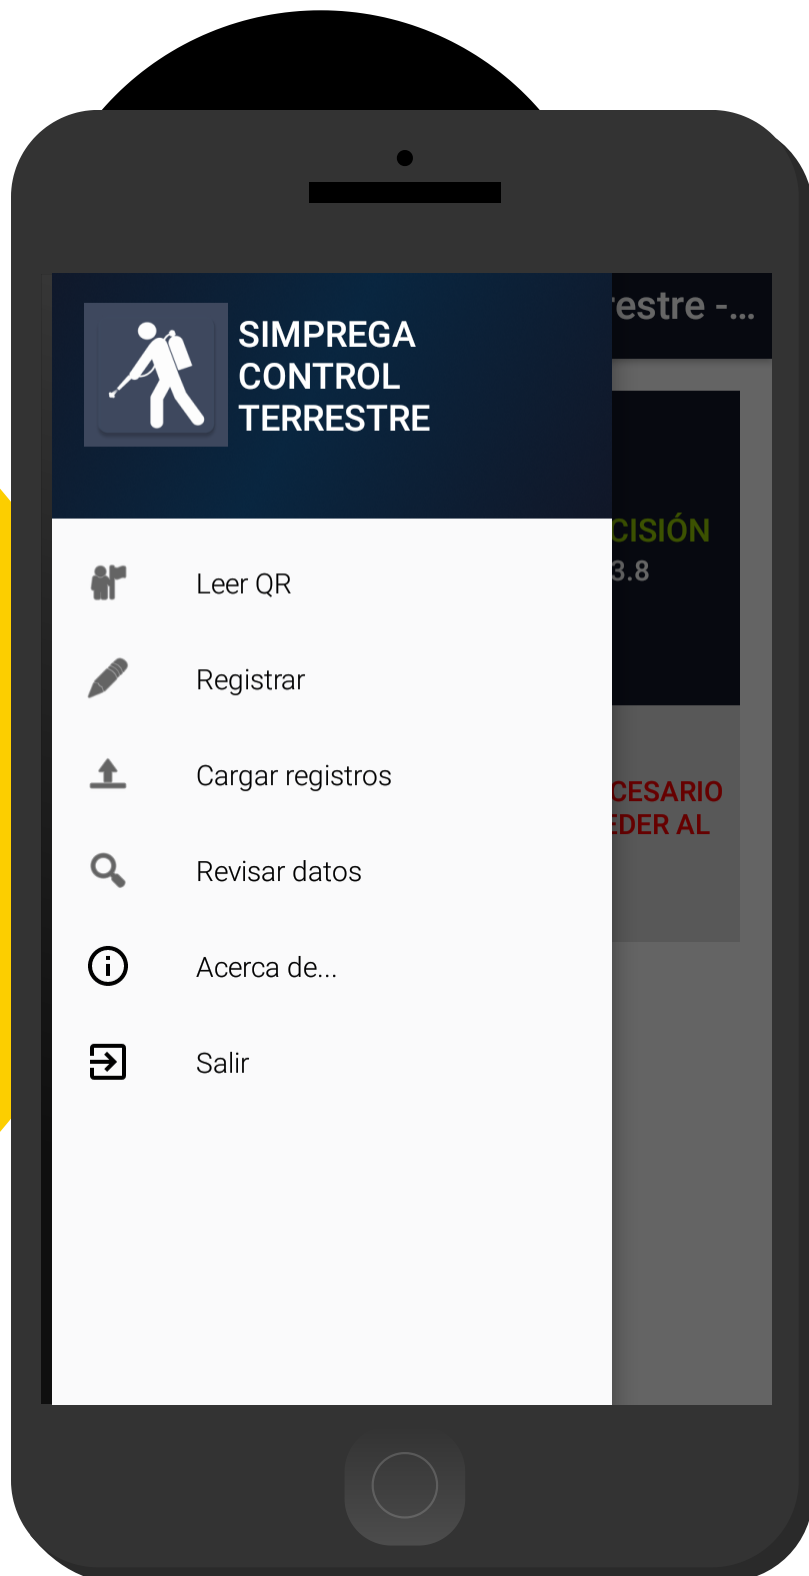 SIMPREGA
CONTROL
TERRESTRE
restre -...
CISIÓN
3.8
CESARIO
EDER AL
Leer QR
Registrar
Cargar registros
Revisar datos
Acerca de...
Salir